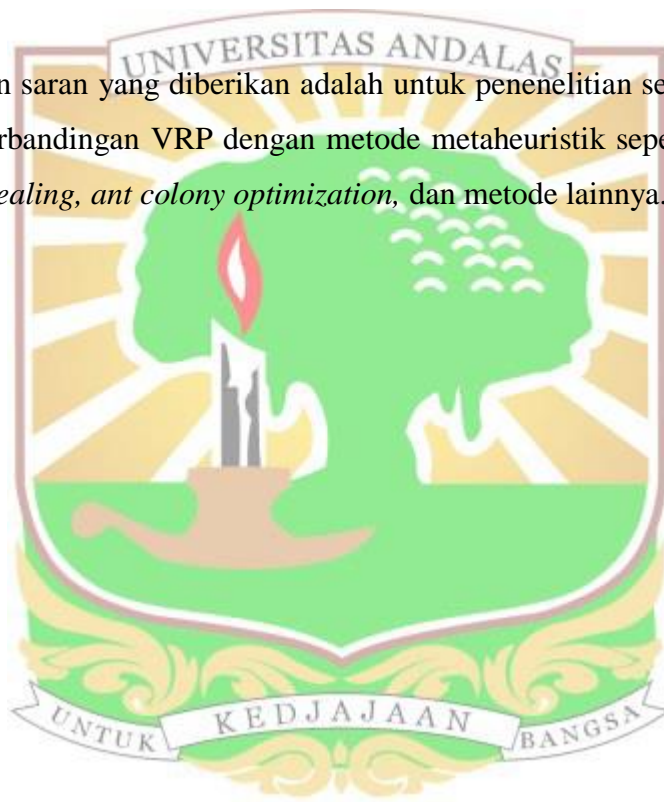 UNIVERSITAS ANDALAS
n saran yang diberikan adalah untuk penenelitian se
rbandingan VRP dengan metode metaheuristik sepe
ealing, ant colony optimization, dan metode lainnya.
UNTUK KEDJAJAAN BANGSA